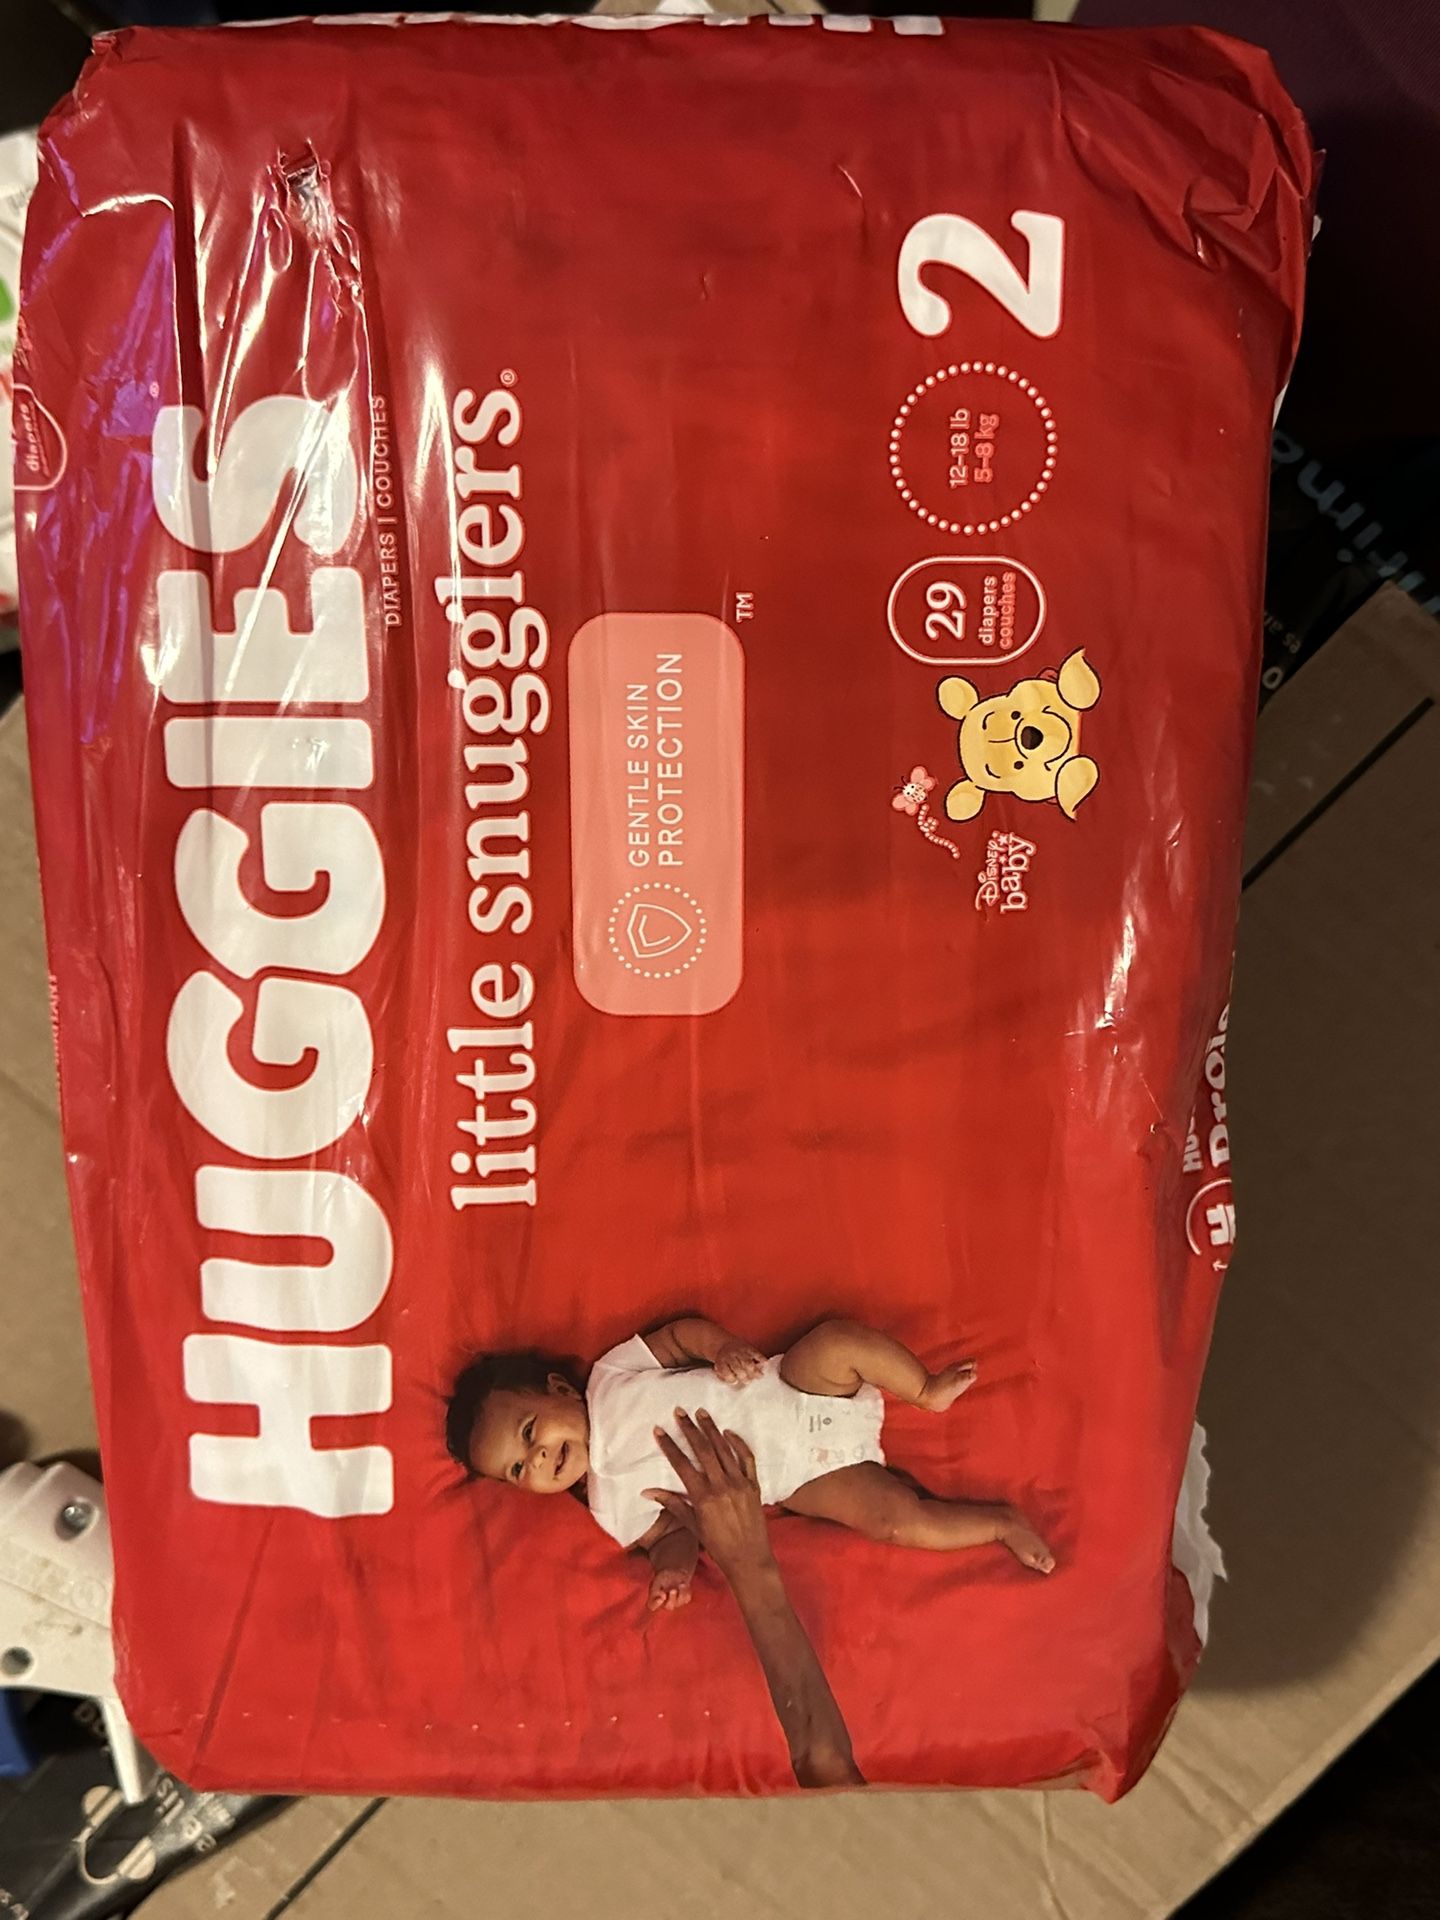 HUGGIES
DIAPERS | COUCHES
little snugglers®
GENTLE SKIN
PROTECTION
™
Disney
baby
29
diapers
couches
12-18 lb
5-8 kg
2
diapers